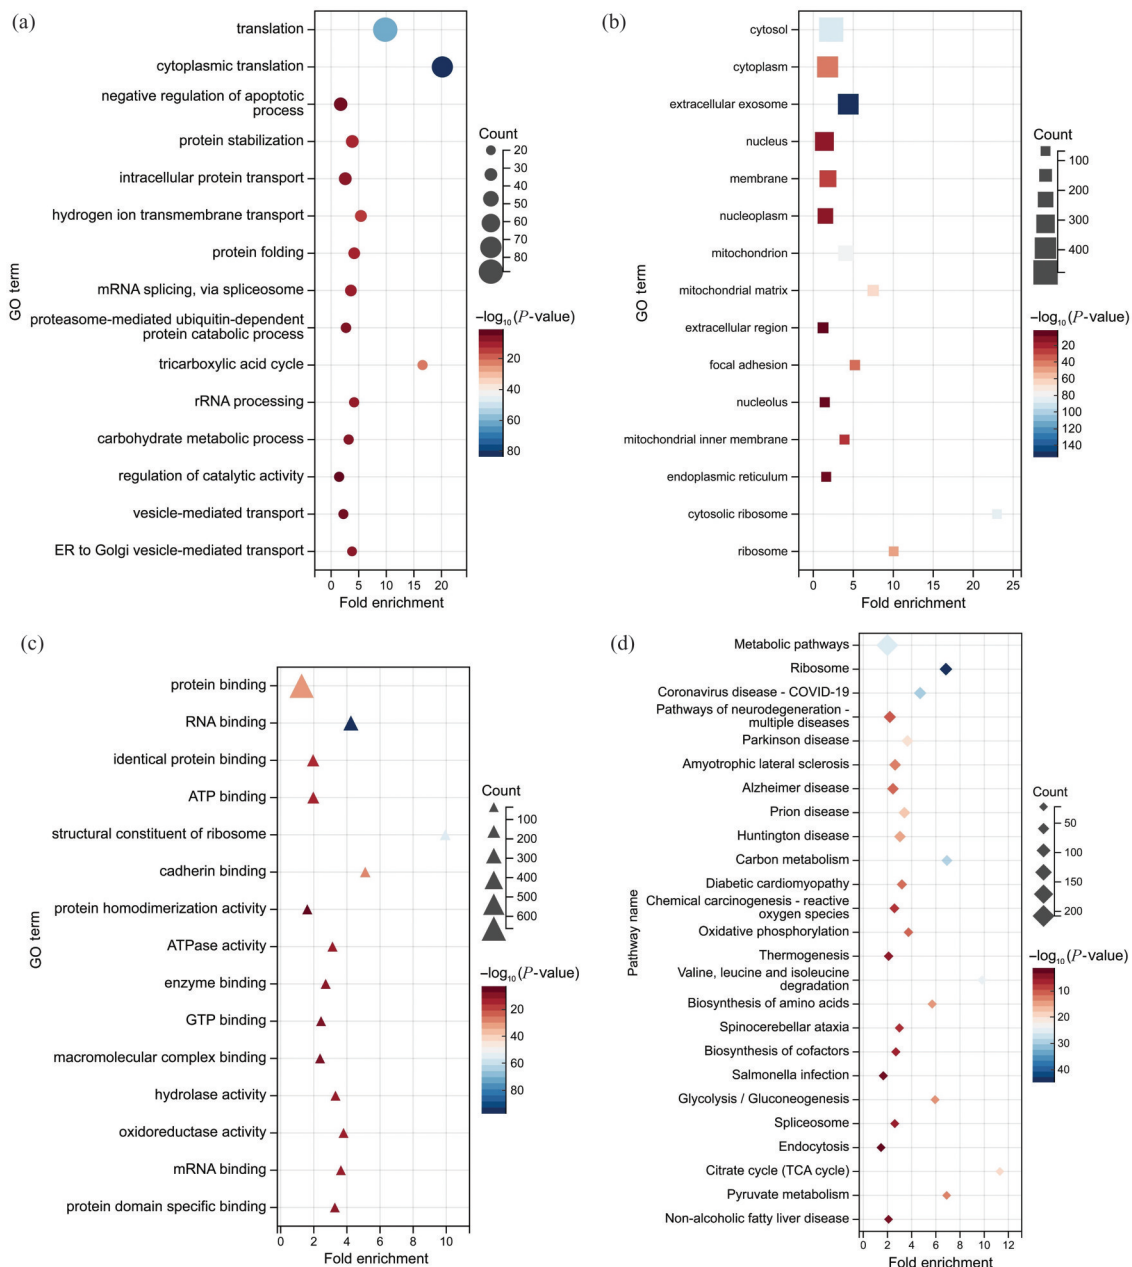 (a)
translation
cytoplasmic translation
negative regulation of apoptotic
process
protein stabilization
intracellular protein transport
hydrogen ion transmembrane transport
protein folding
mRNA splicing, via spliceosome
proteasome-mediated ubiquitin-dependent
protein catabolic process
tricarboxylic acid cycle
rRNA processing
carbohydrate metabolic process
regulation of catalytic activity
vesicle-mediated transport
ER to Golgi vesicle-mediated transport
GO term
0 5 10 15 20
Fold enrichment
Count
20
30
40
50
60
70
80
−log10(P-value)
20
40
60
80
(b)
cytosol
cytoplasm
extracellular exosome
nucleus
membrane
nucleoplasm
mitochondrion
mitochondrial matrix
extracellular region
focal adhesion
nucleolus
mitochondrial inner membrane
endoplasmic reticulum
cytosolic ribosome
ribosome
GO term
0 5 10 15 20 25
Fold enrichment
Count
100
200
300
400
−log10(P-value)
20
40
60
80
100
120
140
(c)
protein binding
RNA binding
identical protein binding
ATP binding
structural constituent of ribosome
cadherin binding
protein homodimerization activity
ATPase activity
enzyme binding
GTP binding
macromolecular complex binding
hydrolase activity
oxidoreductase activity
mRNA binding
protein domain specific binding
GO term
0 2 4 6 8 10
Fold enrichment
Count
100
200
300
400
500
600
−log10(P-value)
20
40
60
80
(d)
Metabolic pathways
Ribosome
Coronavirus disease - COVID-19
Pathways of neurodegeneration -
multiple diseases
Parkinson disease
Amyotrophic lateral sclerosis
Alzheimer disease
Prion disease
Huntington disease
Carbon metabolism
Diabetic cardiomyopathy
Chemical carcinogenesis - reactive
oxygen species
Oxidative phosphorylation
Thermogenesis
Valine, leucine and isoleucine
degradation
Biosynthesis of amino acids
Spinocerebellar ataxia
Biosynthesis of cofactors
Salmonella infection
Glycolysis / Gluconeogenesis
Spliceosome
Endocytosis
Citrate cycle (TCA cycle)
Pyruvate metabolism
Non-alcoholic fatty liver disease
Pathway name
0 2 4 6 8 10 12
Fold enrichment
Count
50
100
150
200
−log10(P-value)
10
20
30
40